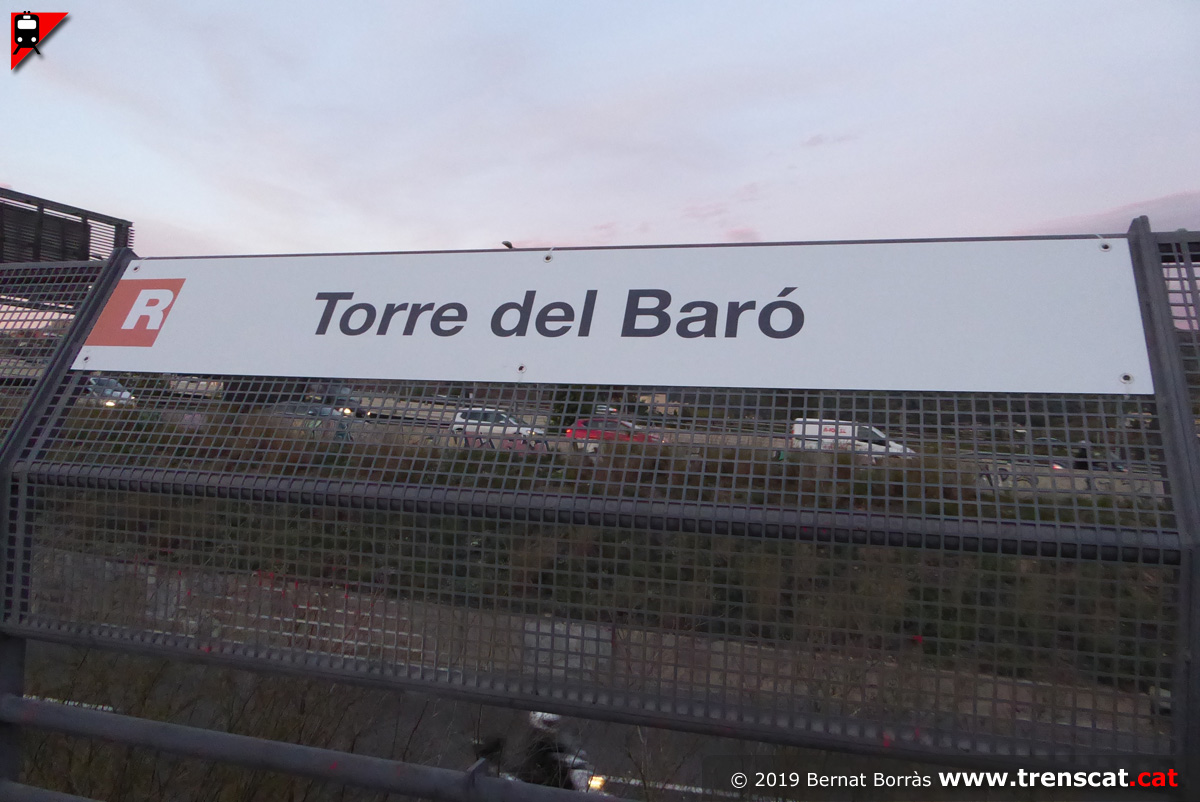 R Torre del Baró
© 2019 Bernat Borràs www.trenscat.cat